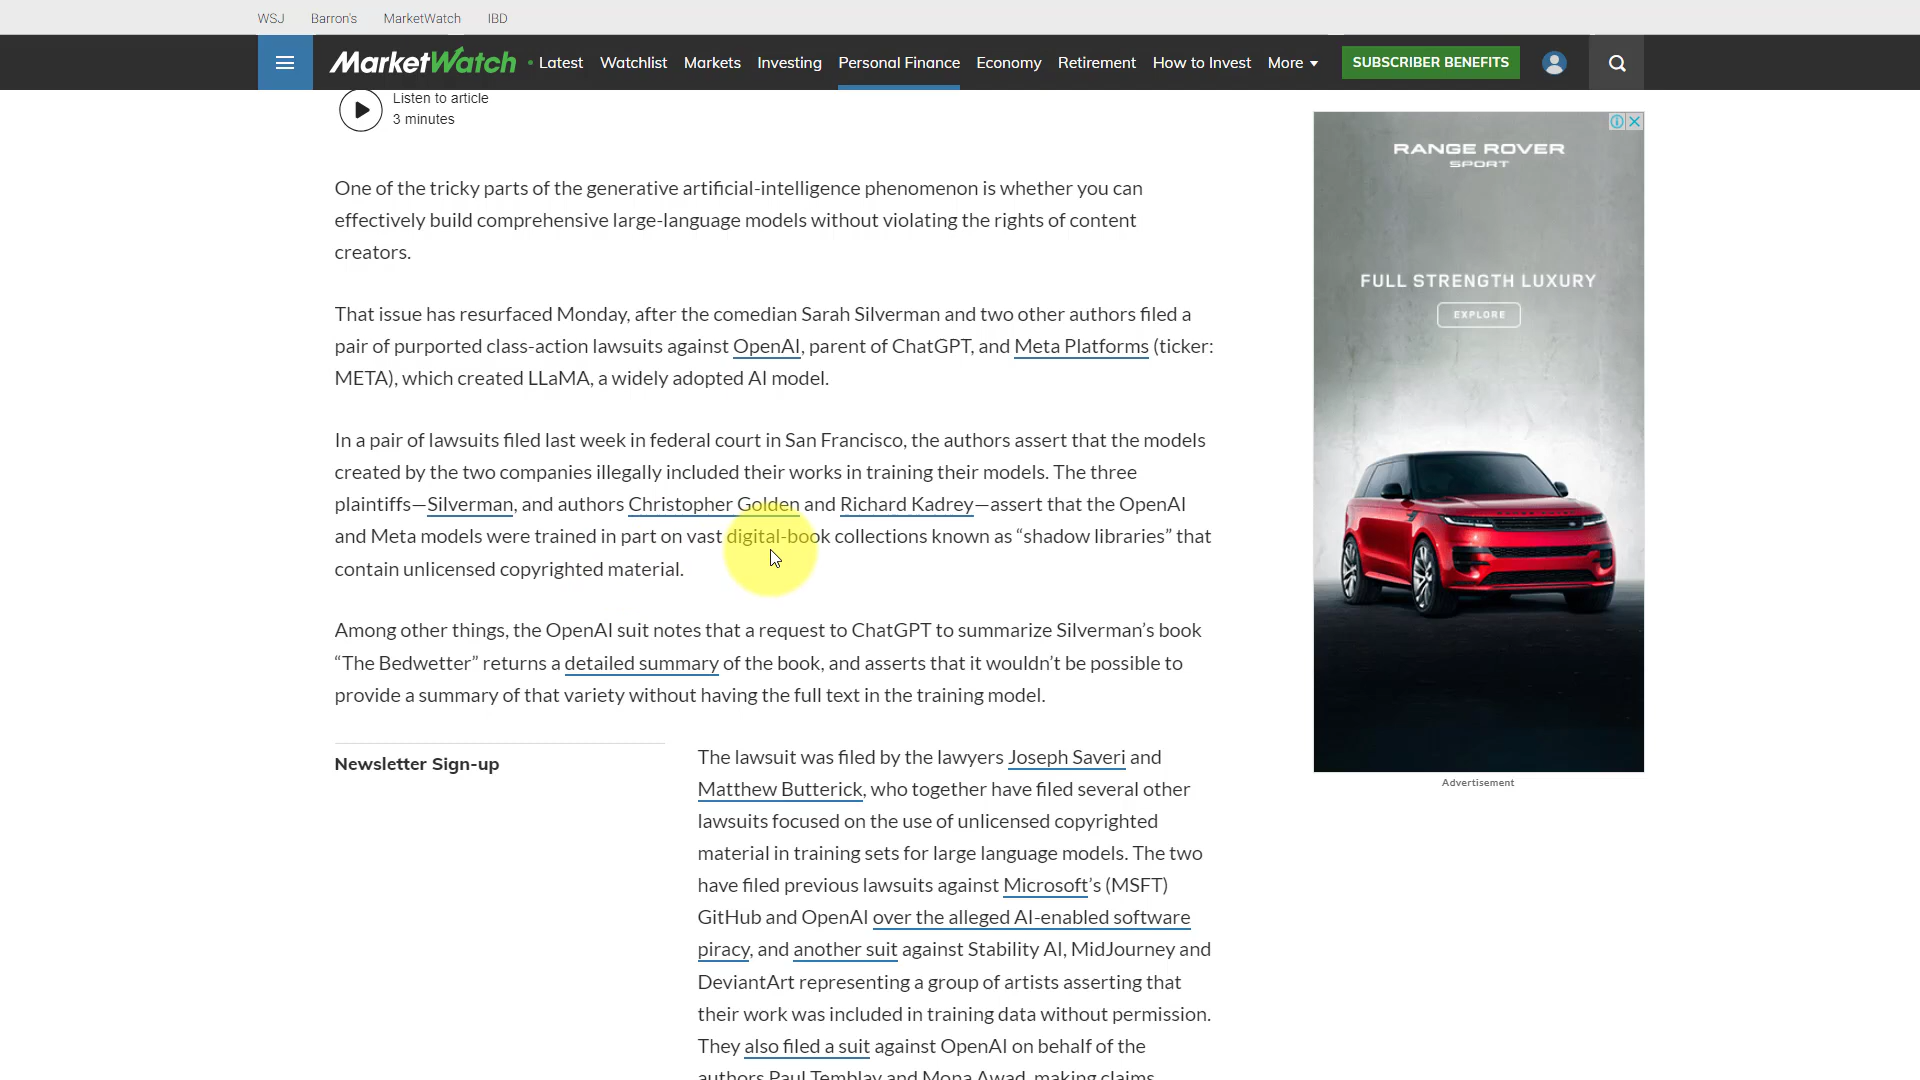 WSJ Barron's MarketWatch IBD
MarketWatch • Latest Watchlist Markets Investing Personal Finance Economy Retirement How to Invest More SUBSCRIBER BENEFITS
Listen to article
3 minutes
One of the tricky parts of the generative artificial-intelligence phenomenon is whether you can
effectively build comprehensive large-language models without violating the rights of content
creators.
That issue has resurfaced Monday, after the comedian Sarah Silverman and two other authors filed a
pair of purported class-action lawsuits against OpenAI, parent of ChatGPT, and Meta Platforms (ticker:
META), which created LLaMA, a widely adopted AI model.
In a pair of lawsuits filed last week in federal court in San Francisco, the authors assert that the models
created by the two companies illegally included their works in training their models. The three
plaintiffs—Silverman, and authors Christopher Golden and Richard Kadrey—assert that the OpenAI
and Meta models were trained in part on vast digital-book collections known as “shadow libraries” that
contain unlicensed copyrighted material.
Among other things, the OpenAI suit notes that a request to ChatGPT to summarize Silverman’s book
“The Bedwetter” returns a detailed summary of the book, and asserts that it wouldn’t be possible to
provide a summary of that variety without having the full text in the training model.
Newsletter Sign-up
The lawsuit was filed by the lawyers Joseph Saveri and
Matthew Butterick, who together have filed several other
lawsuits focused on the use of unlicensed copyrighted
material in training sets for large language models. The two
have filed previous lawsuits against Microsoft’s (MSFT)
GitHub and OpenAI over the alleged AI-enabled software
piracy, and another suit against Stability AI, MidJourney and
DeviantArt representing a group of artists asserting that
their work was included in training data without permission.
They also filed a suit against OpenAI on behalf of the
authors Paul Temblay and Mona Awad, making claims
RANGE ROVER
SPORT
FULL STRENGTH LUXURY
EXPLORE
Advertisement